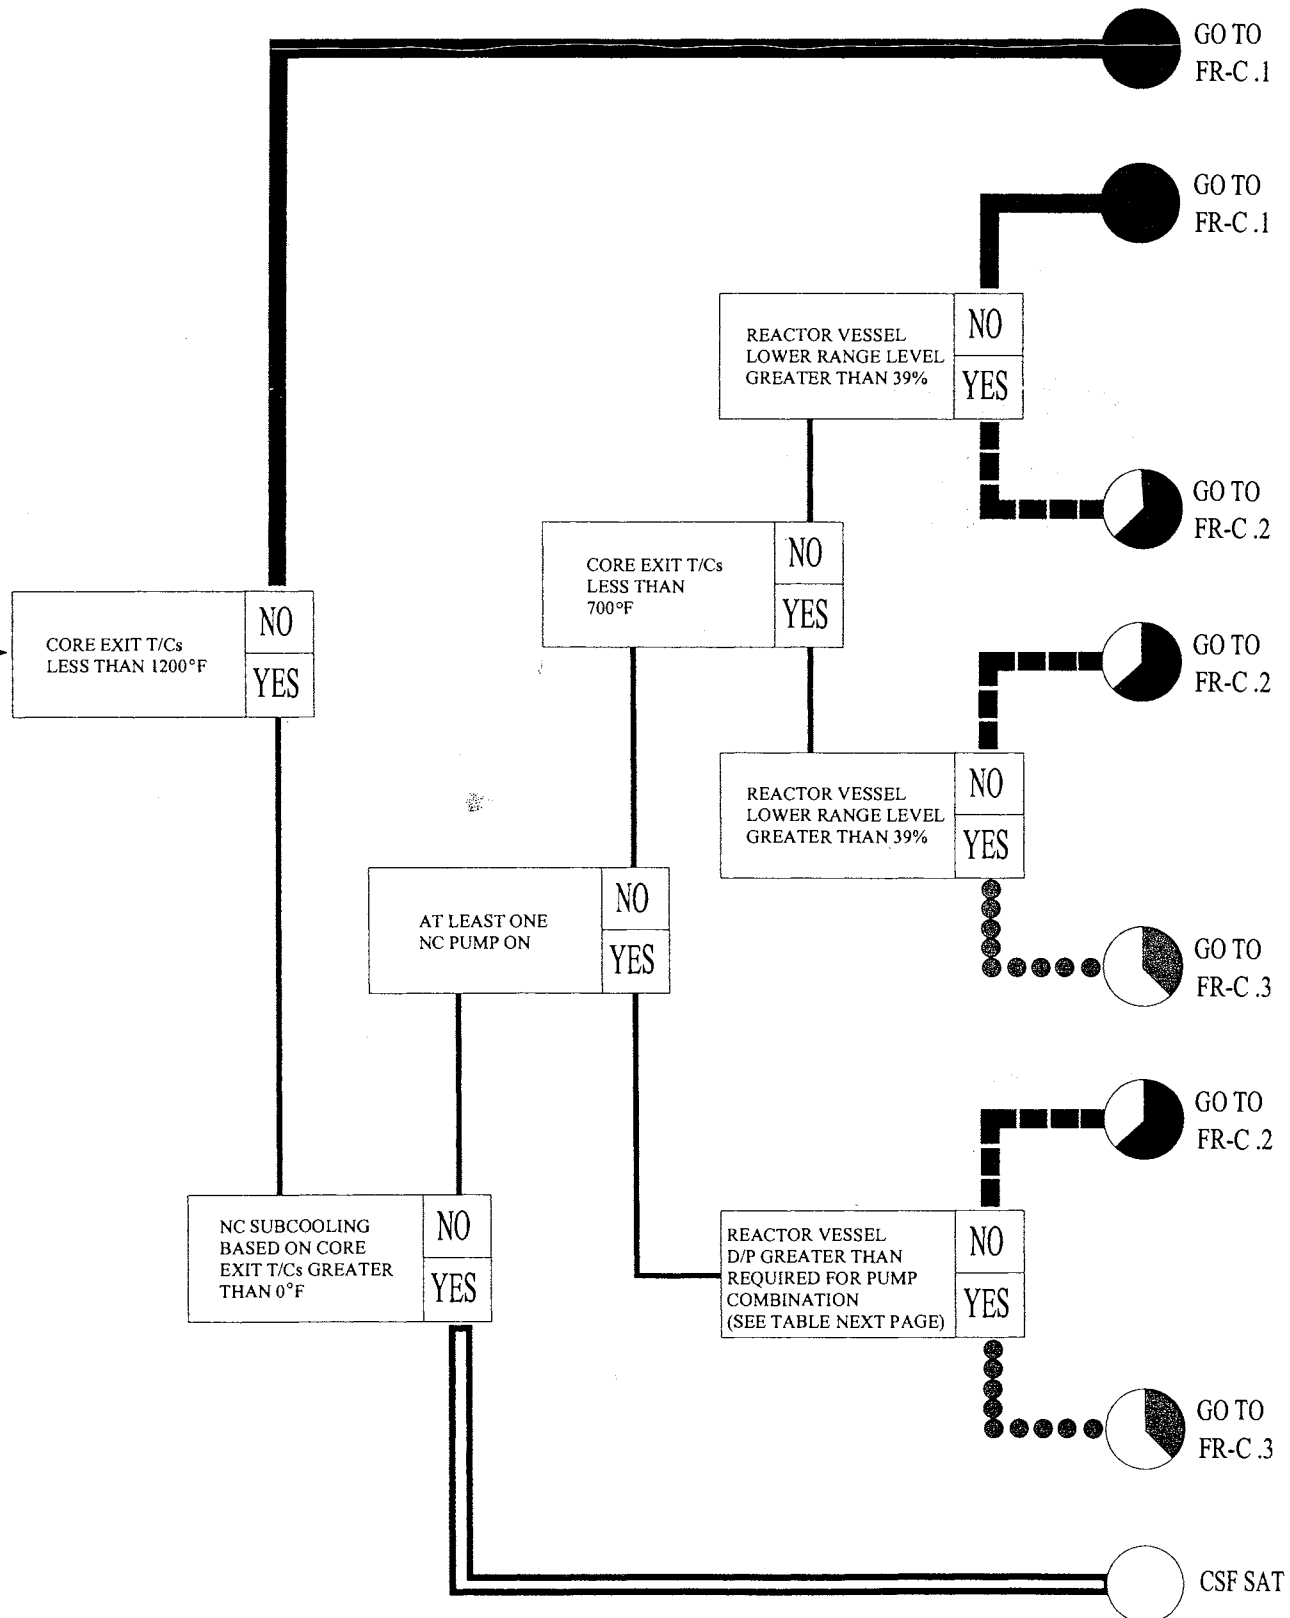 GO TO
FR-C .1
GO TO
FR-C .1
REACTOR VESSEL
LOWER RANGE LEVEL
GREATER THAN 39%
NO
YES
GO TO
FR-C .2
CORE EXIT T/Cs
LESS THAN
700°F
NO
YES
CORE EXIT T/Cs
LESS THAN 1200°F
NO
YES
GO TO
FR-C .2
REACTOR VESSEL
LOWER RANGE LEVEL
GREATER THAN 39%
NO
YES
AT LEAST ONE
NC PUMP ON
NO
YES
GO TO
FR-C .3
GO TO
FR-C .2
NC SUBCOOLING
BASED ON CORE
EXIT T/Cs GREATER
THAN 0°F
NO
YES
REACTOR VESSEL
D/P GREATER THAN
REQUIRED FOR PUMP
COMBINATION
(SEE TABLE NEXT PAGE)
NO
YES
GO TO
FR-C .3
CSF SAT